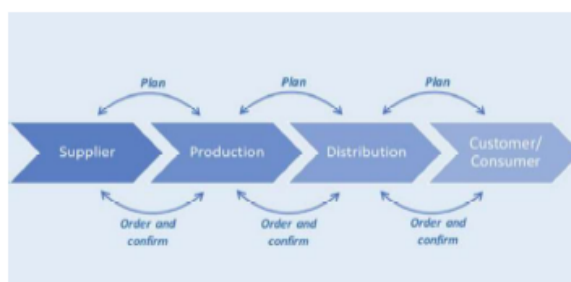 Plan
Plan
Plan
Supplier
Production
Distribution
Customer/
Consumer
Order and
confirm
Order and
confirm
Order and
confirm